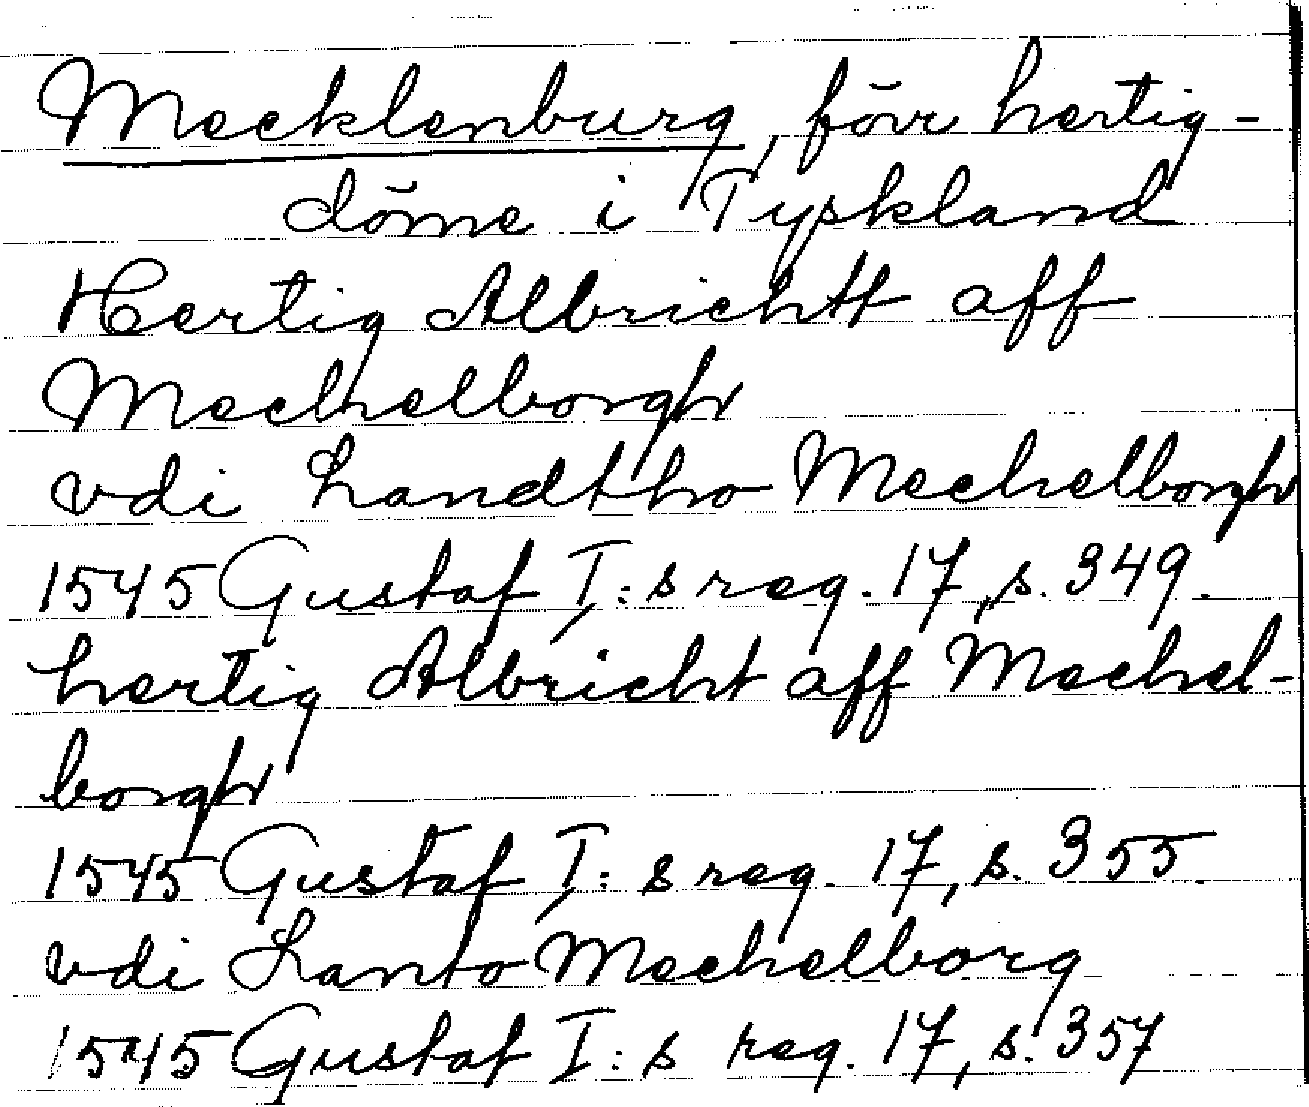 Mecklenburg, förr hertig-
döme i Tyskland
Hertig Albrichtt aff
Mechelborgh
vdi Landtho Mechelborgh
1545 Gustaf I:s reg. 17, s. 349.
hertig Albricht aff Mechel-
borgh
1545 Gustaf I:s reg. 17, s. 355.
vdi Lanto Mechelborg
1545 Gustaf I:s reg. 17, s. 357